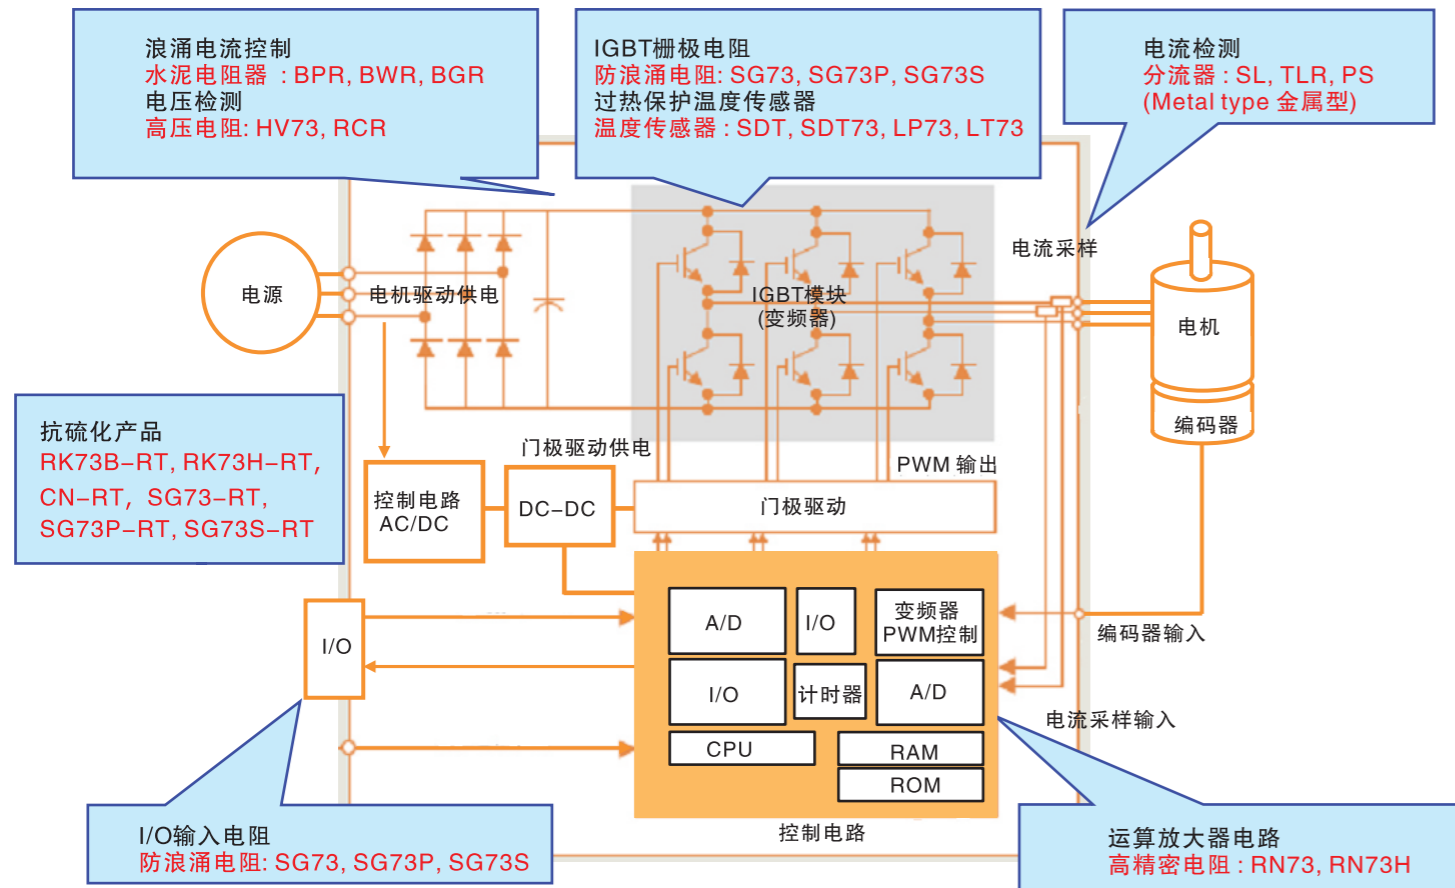 浪涌电流控制
水泥电阻器 : BPR, BWR, BGR
电压检测
高压电阻: HV73, RCR
IGBT栅极电阻
防浪涌电阻: SG73, SG73P, SG73S
过热保护温度传感器
温度传感器 : SDT, SDT73, LP73, LT73
电流检测
分流器 : SL, TLR, PS
(Metal type 金属型)
电流采样
电源
电机驱动供电
IGBT模块
(变频器)
电机
编码器
抗硫化产品
RK73B-RT, RK73H-RT,
CN-RT, SG73-RT,
SG73P-RT, SG73S-RT
门极驱动供电
PWM 输出
控制电路
AC/DC
DC-DC
门极驱动
I/O
A/D
I/O
变频器
PWM控制
编码器输入
I/O
计时器
A/D
电流采样输入
CPU
RAM
ROM
控制电路
I/O输入电阻
防浪涌电阻: SG73, SG73P, SG73S
运算放大器电路
高精密电阻 : RN73, RN73H